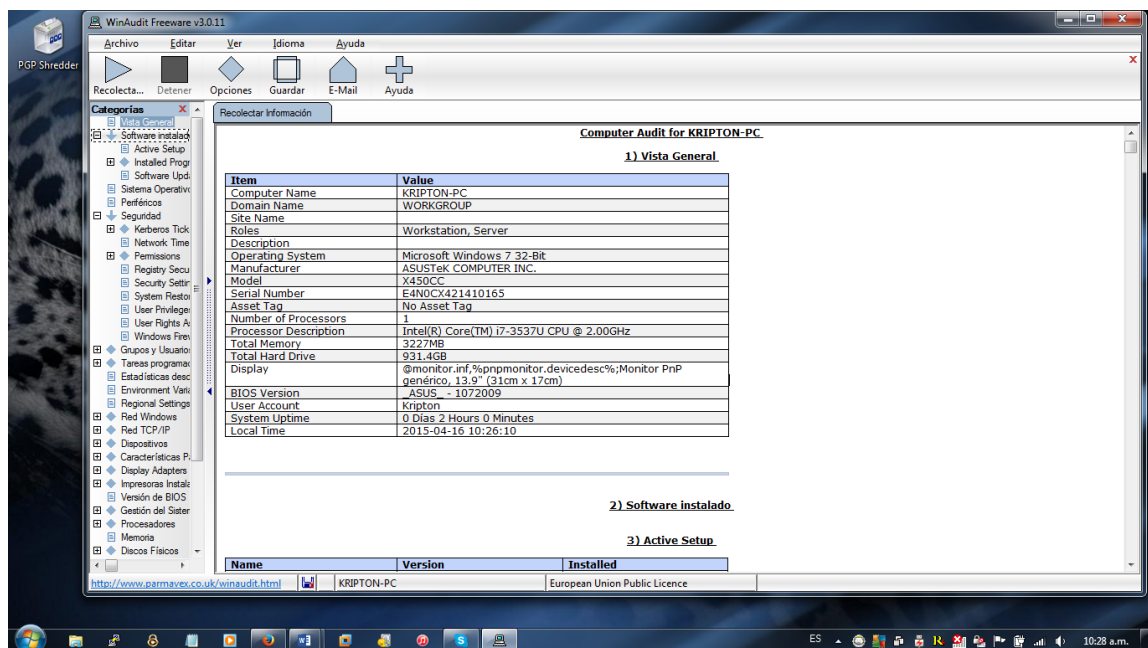 PGP Shredder
WinAudit Freeware v3.0.11
Archivo Editar Ver Idioma Ayuda
Recolecta... Detener Opciones Guardar E-Mail Ayuda
Categorías
Vista General
Software instalad
Active Setup
Installed Progr
Software Upd
Sistema Operativ
Periféricos
Seguridad
Kerberos Tick
Network Time
Permissions
Registry Secu
Security Settin
System Restor
User Privilege
User Rights A
Windows Firew
Grupos y Usuario
Tareas programac
Estadísticas desc
Environment Varia
Regional Settings
Red Windows
Red TCP/IP
Dispositivos
Características P
Display Adapters
Impresoras Instala
Versión de BIOS
Gestión del Sister
Procesadores
Memoria
Discos Físicos
Recolectar Información
Computer Audit for KRIPTON-PC
1) Vista General
Item Value
Computer Name KRIPTON-PC
Domain Name WORKGROUP
Site Name
Roles Workstation, Server
Description
Operating System Microsoft Windows 7 32-Bit
Manufacturer ASUSTeK COMPUTER INC.
Model X450CC
Serial Number E4N0CX421410165
Asset Tag No Asset Tag
Number of Processors 1
Processor Description Intel(R) Core(TM) i7-3537U CPU @ 2.00GHz
Total Memory 3227MB
Total Hard Drive 931.4GB
Display @monitor.inf,%pnpmonitor.devicedesc%;Monitor PnP
genérico, 13.9" (31cm x 17cm)
BIOS Version _ASUS_ - 1072009
User Account Kripton
System Uptime 0 Días 2 Hours 0 Minutes
Local Time 2015-04-16 10:26:10
2) Software instalado
3) Active Setup
Name Version Installed
http://www.parmavex.co.uk/winaudit.html KRIPTON-PC European Union Public Licence
ES 10:28 a.m.